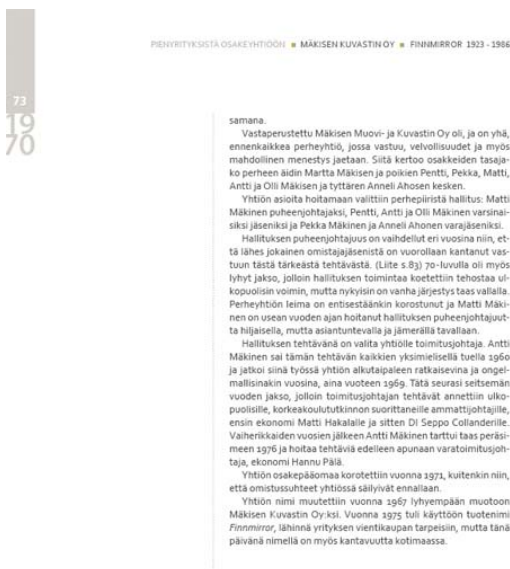 PIENYRITYKSISTÄ OSAKEYHTIÖÖN ■ MÄKISEN KUVASTIN OY ■ FINNMIRROR 1923 - 1986
73
19
70
samana.
Vastaperustettu Mäkisen Muovi- ja Kuvastin Oy oli, ja on yhä,
ennenkaikkea perheyhtiö, jossa vastuu, velvollisuudet ja myös
mahdollinen menestys jaetaan. Siitä kertoo osakkeiden tasaja-
ko perheen äidin Martta Mäkisen ja poikien Pentti, Pekka, Matti,
Antti ja Olli Mäkisen ja tyttären Anneli Ahosen kesken.
Yhtiön asioita hoitamaan valittiin perhepiiristä hallitus: Matti
Mäkinen puheenjohtajaksi, Pentti, Antti ja Olli Mäkinen varsinai-
siksi jäseniksi ja Pekka Mäkinen ja Anneli Ahonen varajäseniksi.
Hallituksen puheenjohtajuus on vaihdellut eri vuosina niin, et-
tä lähes jokainen omistajajäsenistä on vuorollaan kantanut vas-
tuun tästä tärkeästä tehtävästä. (Liite s.83) 70-luvulla oli myös
lyhyt jakso, jolloin hallituksen toimintaa koetettiin tehostaa ul-
kopuolisin voimin, mutta nykyisin on vanha järjestys taas vallalla.
Perheyhtiön leima on entisestäänkin korostunut ja Matti Mäki-
nen on usean vuoden ajan hoitanut hallituksen puheenjohtajuut-
ta hiljaisella, mutta asiantuntevalla ja jämerällä tavallaan.
Hallituksen tehtävänä on valita yhtiölle toimitusjohtaja. Antti
Mäkinen sai tämän tehtävän kaikkien yksimielisellä tuella 1960
ja jatkoi siinä työssä yhtiön alkutaipaleen ratkaisevina ja ongel-
mallisinakin vuosina, aina vuoteen 1969. Tätä seurasi seitsemän
vuoden jakso, jolloin toimitusjohtajan tehtävät annettiin ulko-
puolisille, korkeakoulututkinnon suorittaneille ammattijohtajille,
ensin ekonomi Matti Hakalalle ja sitten DI Seppo Collanderille.
Vaiherikkaiden vuosien jälkeen Antti Mäkinen tarttui taas peräsi-
meen 1976 ja hoitaa tehtäviä edelleen apunaan varatoimitusjoh-
taja, ekonomi Hannu Pälä.
Yhtiön osakepääomaa korotettiin vuonna 1971, kuitenkin niin,
että omistussuhteet yhtiössä säilyivät ennallaan.
Yhtiön nimi muutettiin vuonna 1967 lyhyempään muotoon
Mäkisen Kuvastin Oy:ksi. Vuonna 1975 tuli käyttöön tuotenimi
Finnmirror, lähinnä yrityksen vientikaupan tarpeisiin, mutta tänä
päivänä nimellä on myös kantavuutta kotimaassa.